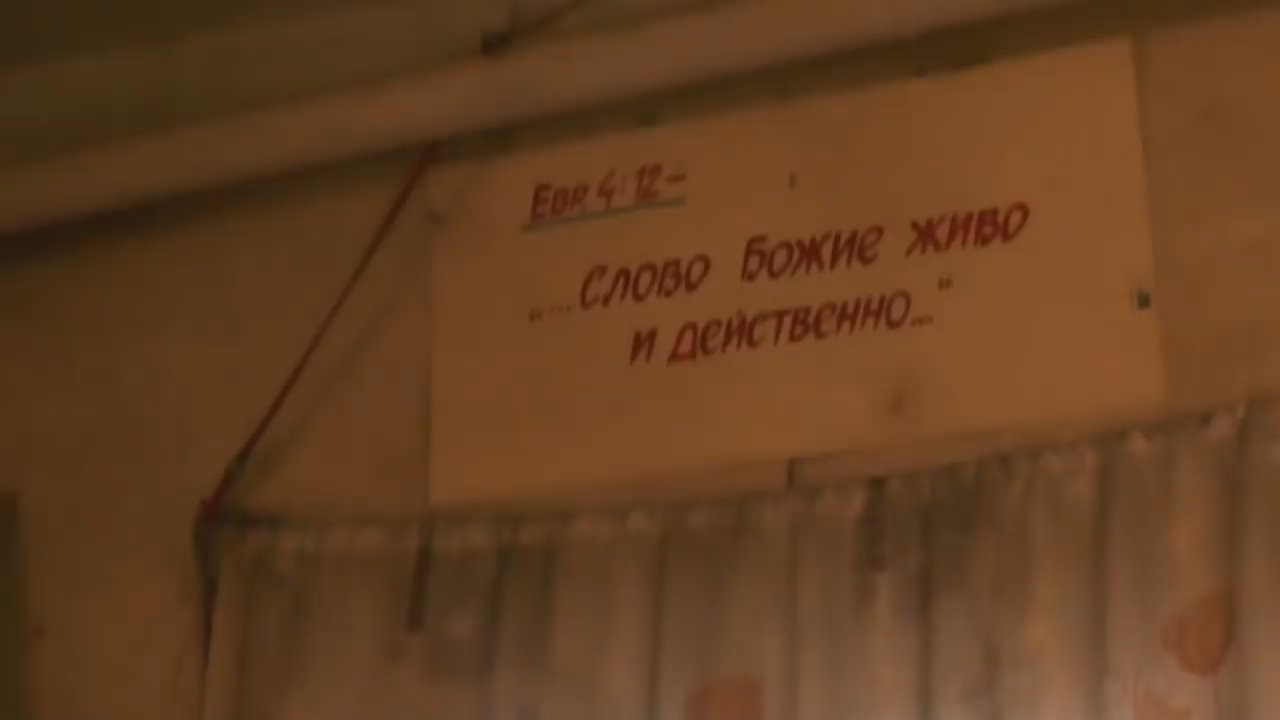 Евр. 4:12–
„...Слово Божие живо
и действенно..."